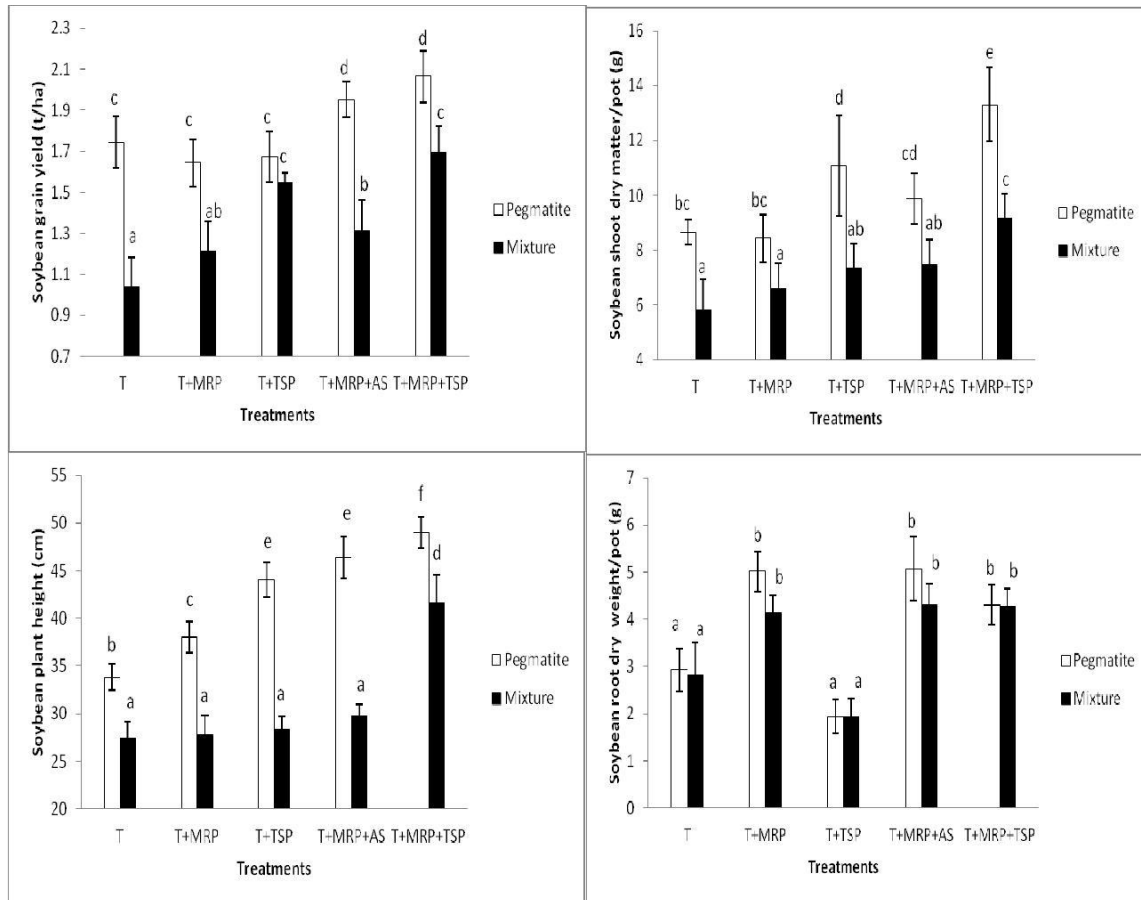 Soybean grain yield (t/ha)
2.3
2.1
1.9
1.7
1.5
1.3
1.1
0.9
0.7
c
a
c
ab
c
c
d
b
d
c
Pegmatite
Mixture
T
T+MRP
T+TSP
T+MRP+AS
T+MRP+TSP
Treatments
Soybean shoot dry matter/pot (g)
16
14
12
10
8
6
4
bc
a
bc
a
d
ab
cd
ab
e
c
Pegmatite
Mixture
T
T+MRP
T+TSP
T+MRP+AS
T+MRP+TSP
Treatments
Soybean plant height (cm)
55
50
45
40
35
30
25
20
b
a
c
a
e
a
e
a
f
d
Pegmatite
Mixture
T
T+MRP
T+TSP
T+MRP+AS
T+MRP+TSP
Treatments
Soybean root dry weight/pot (g)
7
6
5
4
3
2
1
0
a
a
b
b
a
a
b
b
b
b
Pegmatite
Mixture
T
T+MRP
T+TSP
T+MRP+AS
T+MRP+TSP
Treatments